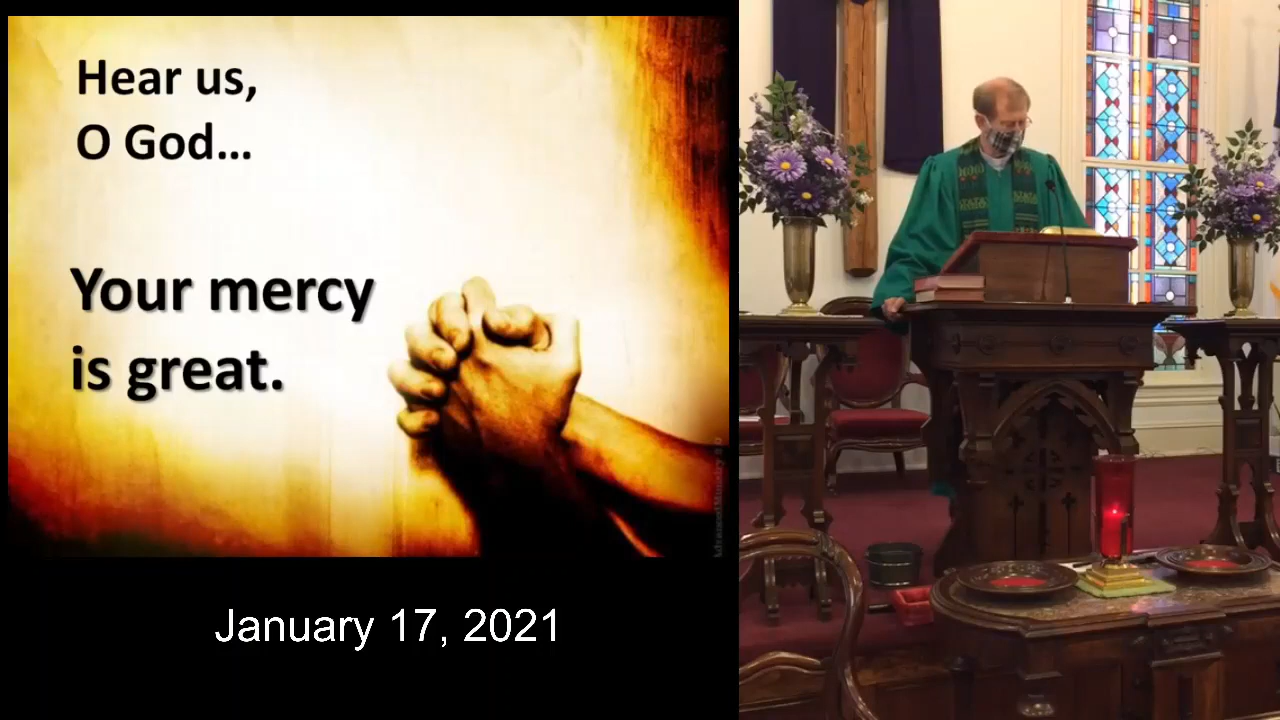 Hear us,
O God...
Your mercy
is great.
January 17, 2021